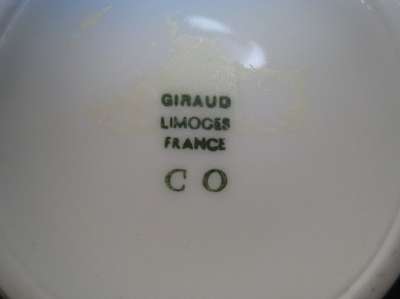 GIRAUD
LIMOGES
FRANCE
C O